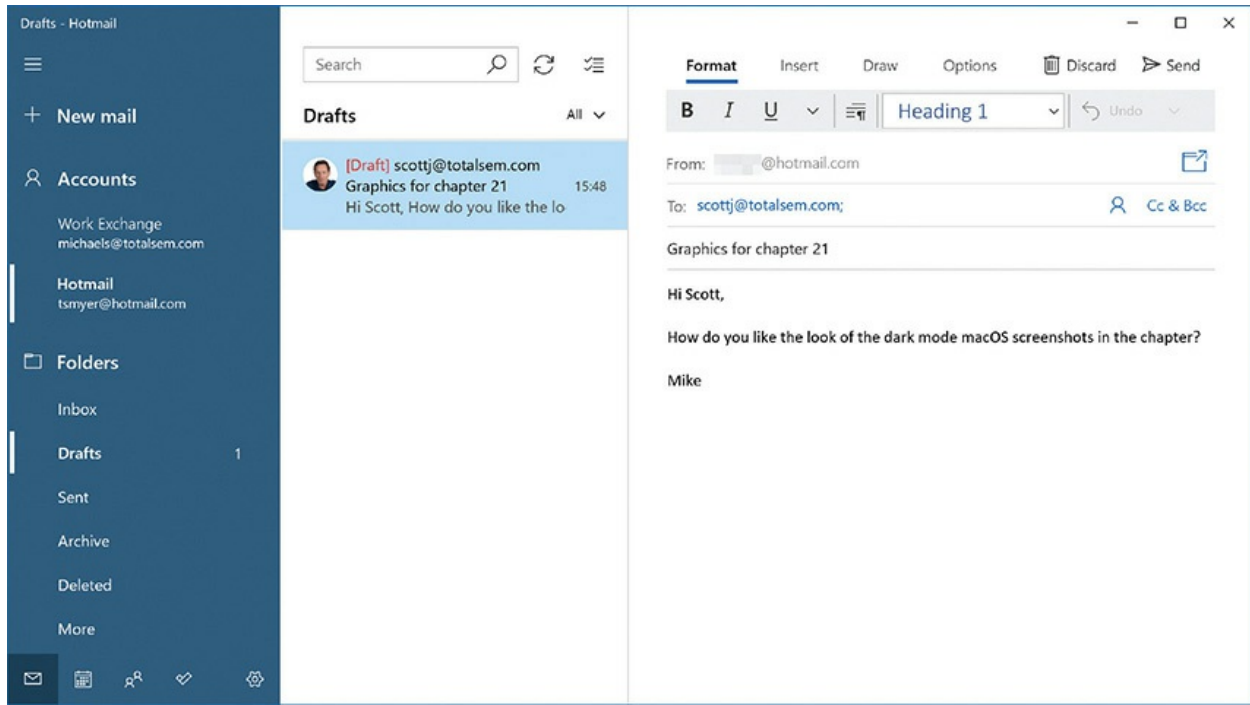 Drafts - Hotmail
New mail
Accounts
Work Exchange
michaels@totalsem.com
Hotmail
tsmyer@hotmail.com
Folders
Inbox
Drafts 1
Sent
Archive
Deleted
More
Search
Drafts All
[Draft] scottj@totalsem.com
Graphics for chapter 21 15:48
Hi Scott, How do you like the lo
Format Insert Draw Options Discard Send
B I U Heading 1 Undo
From: @hotmail.com
To: scottj@totalsem.com; Cc & Bcc
Graphics for chapter 21
Hi Scott,
How do you like the look of the dark mode macOS screenshots in the chapter?
Mike